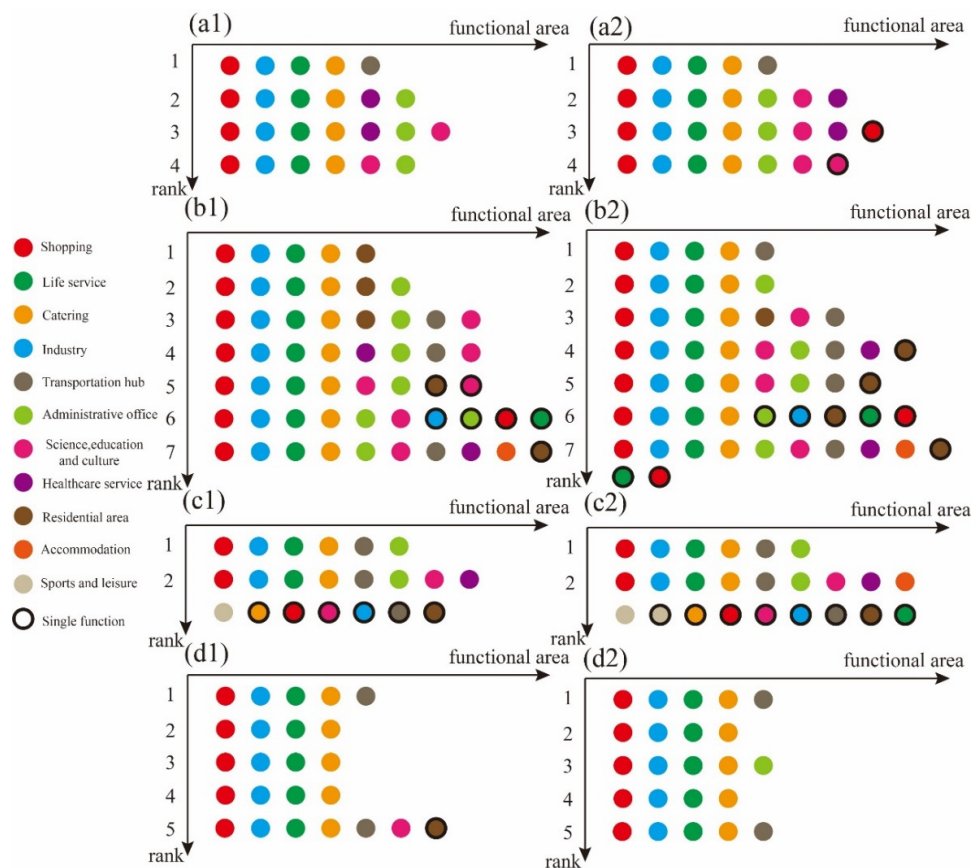 (a1)
functional area
1
2
3
4
rank
(a2)
functional area
1
2
3
4
rank
Shopping
Life service
Catering
Industry
Transportation hub
Administrative office
Science,education
and culture
Healthcare service
Residential area
Accommodation
Sports and leisure
Single function
(b1)
functional area
1
2
3
4
5
6
7
rank
(b2)
functional area
1
2
3
4
5
6
7
rank
(c1)
functional area
1
2
rank
(c2)
functional area
1
2
rank
(d1)
functional area
1
2
3
4
5
rank
(d2)
functional area
1
2
3
4
5
rank